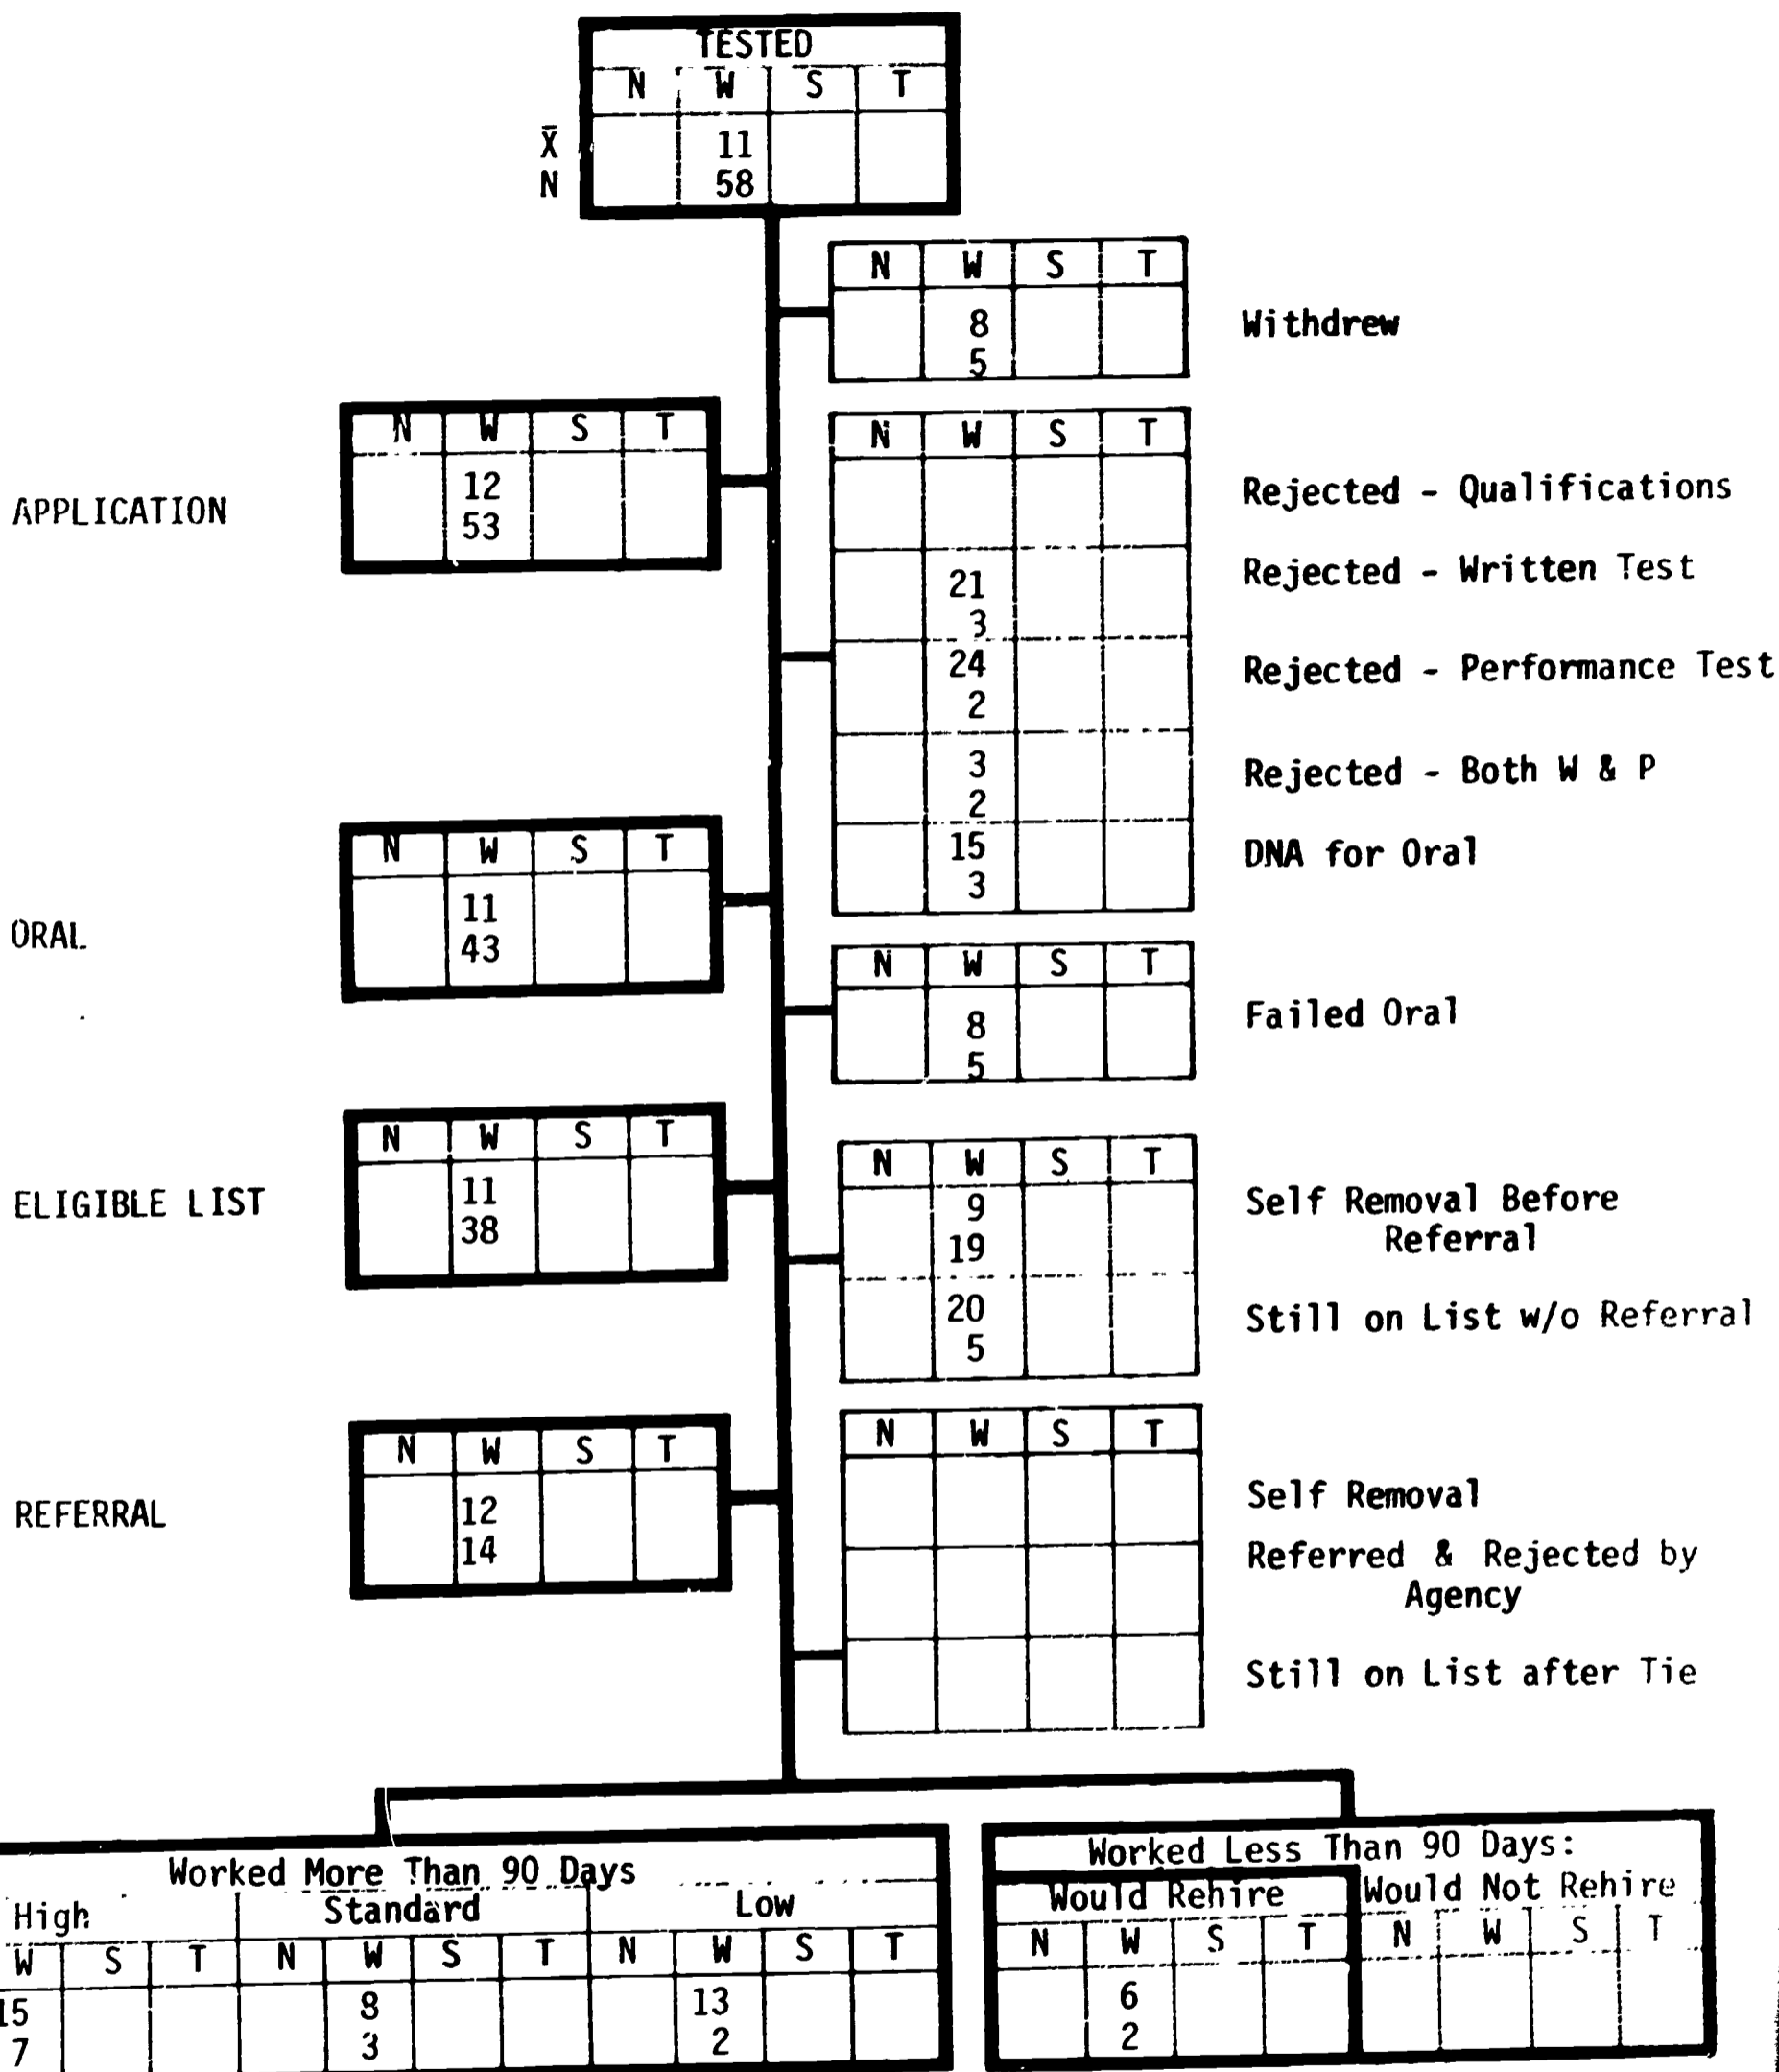 TESTED
N W S T
X̄ 11
N 58
N W S T
8
5
Withdrew
APPLICATION
N W S T
12
53
N W S T
Rejected - Qualifications
21
3
Rejected - Written Test
24
2
Rejected - Performance Test
3
2
Rejected - Both W & P
15
3
DNA for Oral
ORAL
N W S T
11
43
N W S T
8
5
Failed Oral
ELIGIBLE LIST
N W S T
11
38
N W S T
9
19
Self Removal Before
Referral
20
5
Still on List w/o Referral
REFERRAL
N W S T
12
14
N W S T
Self Removal
Referred & Rejected by
Agency
Still on List after Tie
Worked More Than 90 Days
High Standard Low
W S T N W S T N W S T
15 8 13
7 3 2
Worked Less Than 90 Days:
Would Rehire Would Not Rehire
N W S T N W S T
6
2